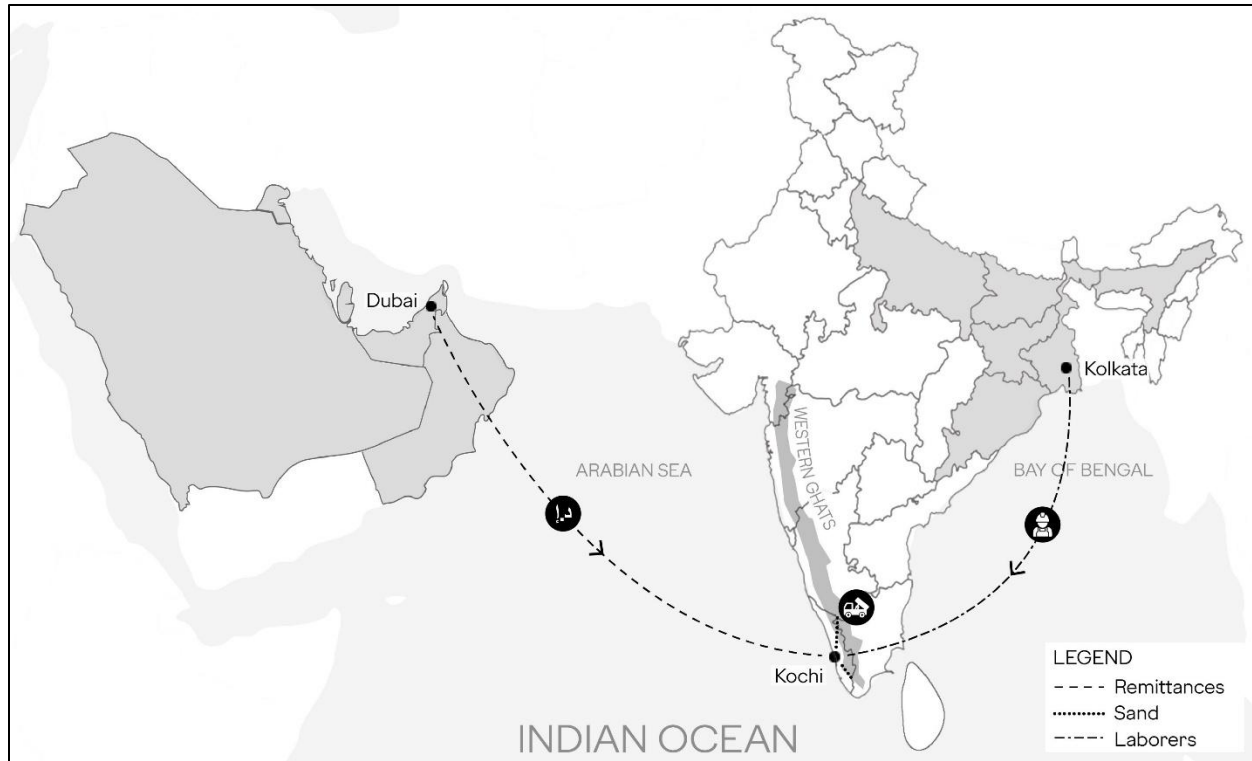 Dubai
Kolkata
WESTERN GHATS
ARABIAN SEA
BAY OF BENGAL
د.إ
Kochi
LEGEND
Remittances
Sand
Laborers
INDIAN OCEAN